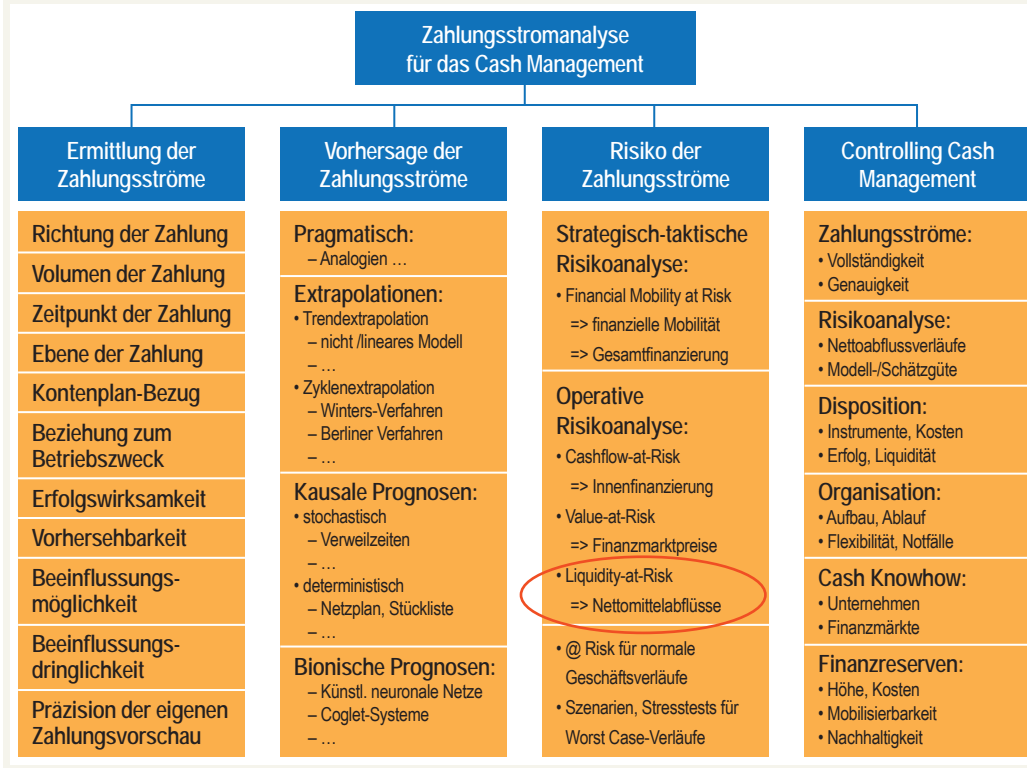 Zahlungsstromanalyse
für das Cash Management
Ermittlung der
Zahlungsströme
Richtung der Zahlung
Volumen der Zahlung
Zeitpunkt der Zahlung
Ebene der Zahlung
Kontenplan-Bezug
Beziehung zum
Betriebszweck
Erfolgswirksamkeit
Vorhersehbarkeit
Beeinflussungs-
möglichkeit
Beeinflussungs-
dringlichkeit
Präzision der eigenen
Zahlungsvorschau
Vorhersage der
Zahlungsströme
Pragmatisch:
– Analogien …
Extrapolationen:
• Trendextrapolation
– nicht /lineares Modell
– …
• Zyklenextrapolation
– Winters-Verfahren
– Berliner Verfahren
– …
Kausale Prognosen:
• stochastisch
– Verweilzeiten
– …
• deterministisch
– Netzplan, Stückliste
– …
Bionische Prognosen:
– Künstl. neuronale Netze
– Coglet-Systeme
– …
Risiko der
Zahlungsströme
Strategisch-taktische
Risikoanalyse:
• Financial Mobility at Risk
=> finanzielle Mobilität
=> Gesamtfinanzierung
Operative
Risikoanalyse:
• Cashflow-at-Risk
=> Innenfinanzierung
• Value-at-Risk
=> Finanzmarktpreise
• Liquidity-at-Risk
=> Nettomittelabflüsse
• @ Risk für normale
Geschäftsverläufe
• Szenarien, Stresstests für
Worst Case-Verläufe
Controlling Cash
Management
Zahlungsströme:
• Vollständigkeit
• Genauigkeit
Risikoanalyse:
• Nettoabflussverläufe
• Modell-/Schätzgüte
Disposition:
• Instrumente, Kosten
• Erfolg, Liquidität
Organisation:
• Aufbau, Ablauf
• Flexibilität, Notfälle
Cash Knowhow:
• Unternehmen
• Finanzmärkte
Finanzreserven:
• Höhe, Kosten
• Mobilisierbarkeit
• Nachhaltigkeit